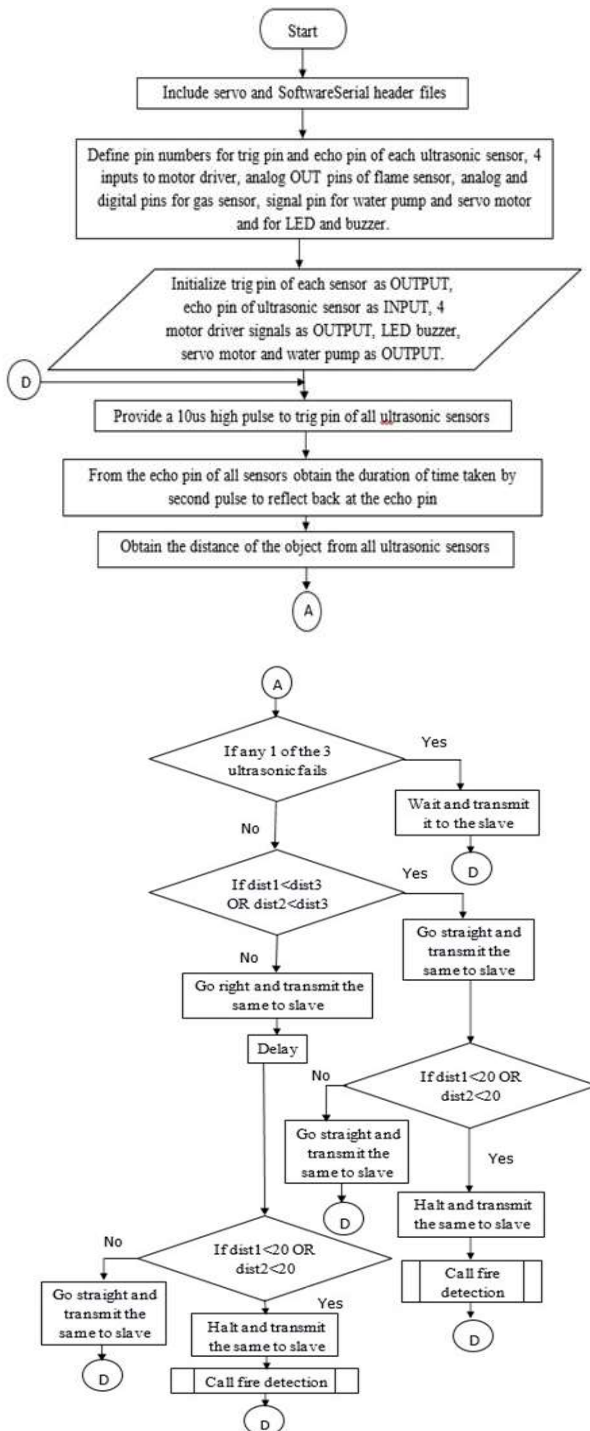 Start
Include servo and SoftwareSerial header files
Define pin numbers for trig pin and echo pin of each ultrasonic sensor, 4
inputs to motor driver, analog OUT pins of flame sensor, analog and
digital pins for gas sensor, signal pin for water pump and servo motor
and for LED and buzzer.
Initialize trig pin of each sensor as OUTPUT,
echo pin of ultrasonic sensor as INPUT, 4
motor driver signals as OUTPUT, LED buzzer,
servo motor and water pump as OUTPUT.
D
Provide a 10us high pulse to trig pin of all ultrasonic sensors
From the echo pin of all sensors obtain the duration of time taken by
second pulse to reflect back at the echo pin
Obtain the distance of the object from all ultrasonic sensors
A
A
If any 1 of the 3
ultrasonic fails
Yes
Wait and transmit
it to the slave
D
No
If dist1<dist3
OR dist2<dist3
Yes
Go straight and
transmit the
same to slave
No
Go right and transmit the
same to slave
Delay
If dist1<20 OR
dist2<20
No
Go straight and
transmit the
same to slave
D
Yes
Halt and transmit
the same to slave
Call fire
detection
D
If dist1<20 OR
dist2<20
No
Go straight and
transmit the
same to slave
D
Yes
Halt and transmit
the same to slave
Call fire detection
D